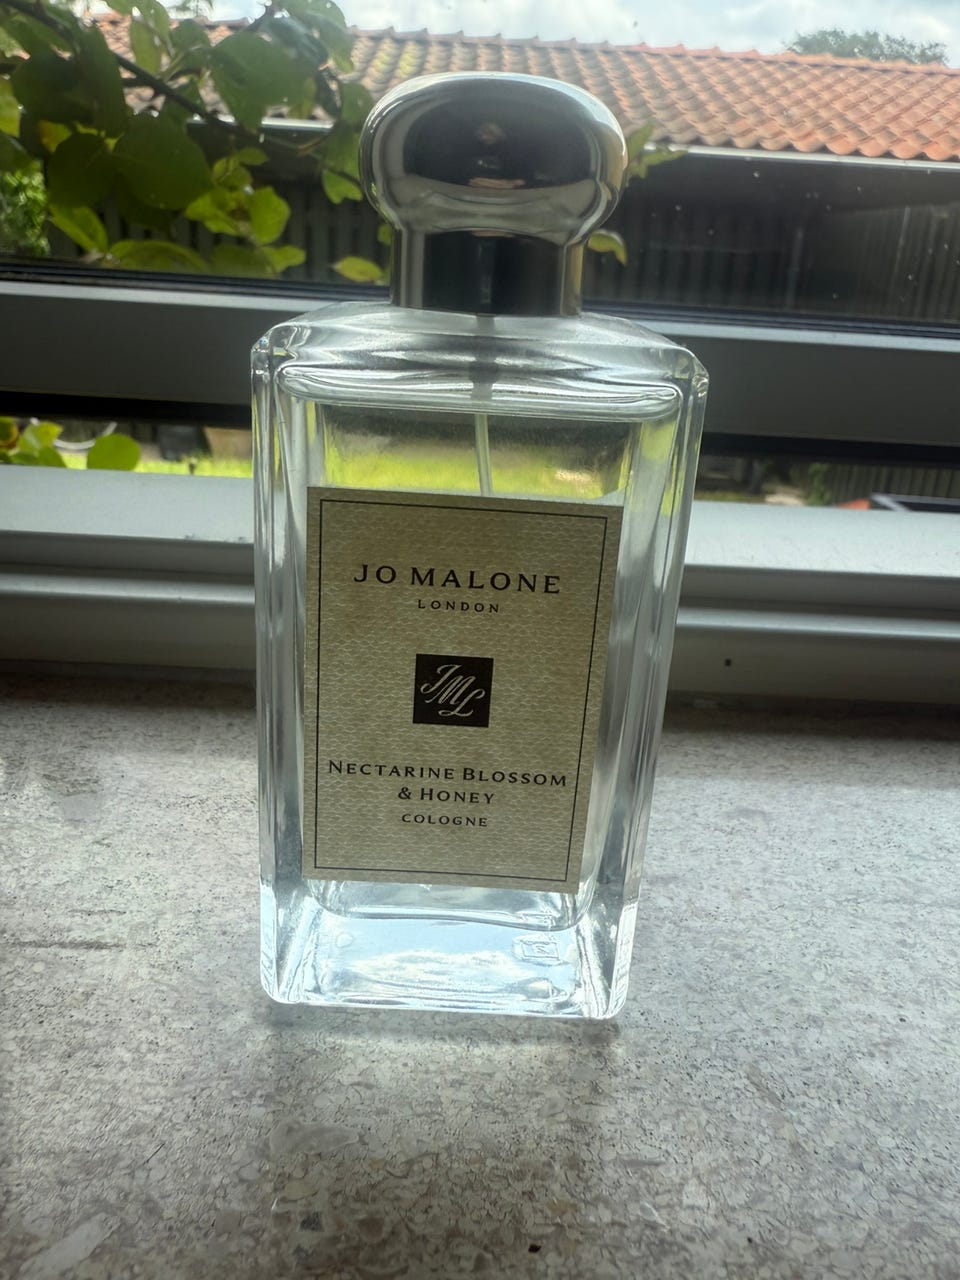 JO MALONE
LONDON
JML
NECTARINE BLOSSOM
& HONEY
COLOGNE